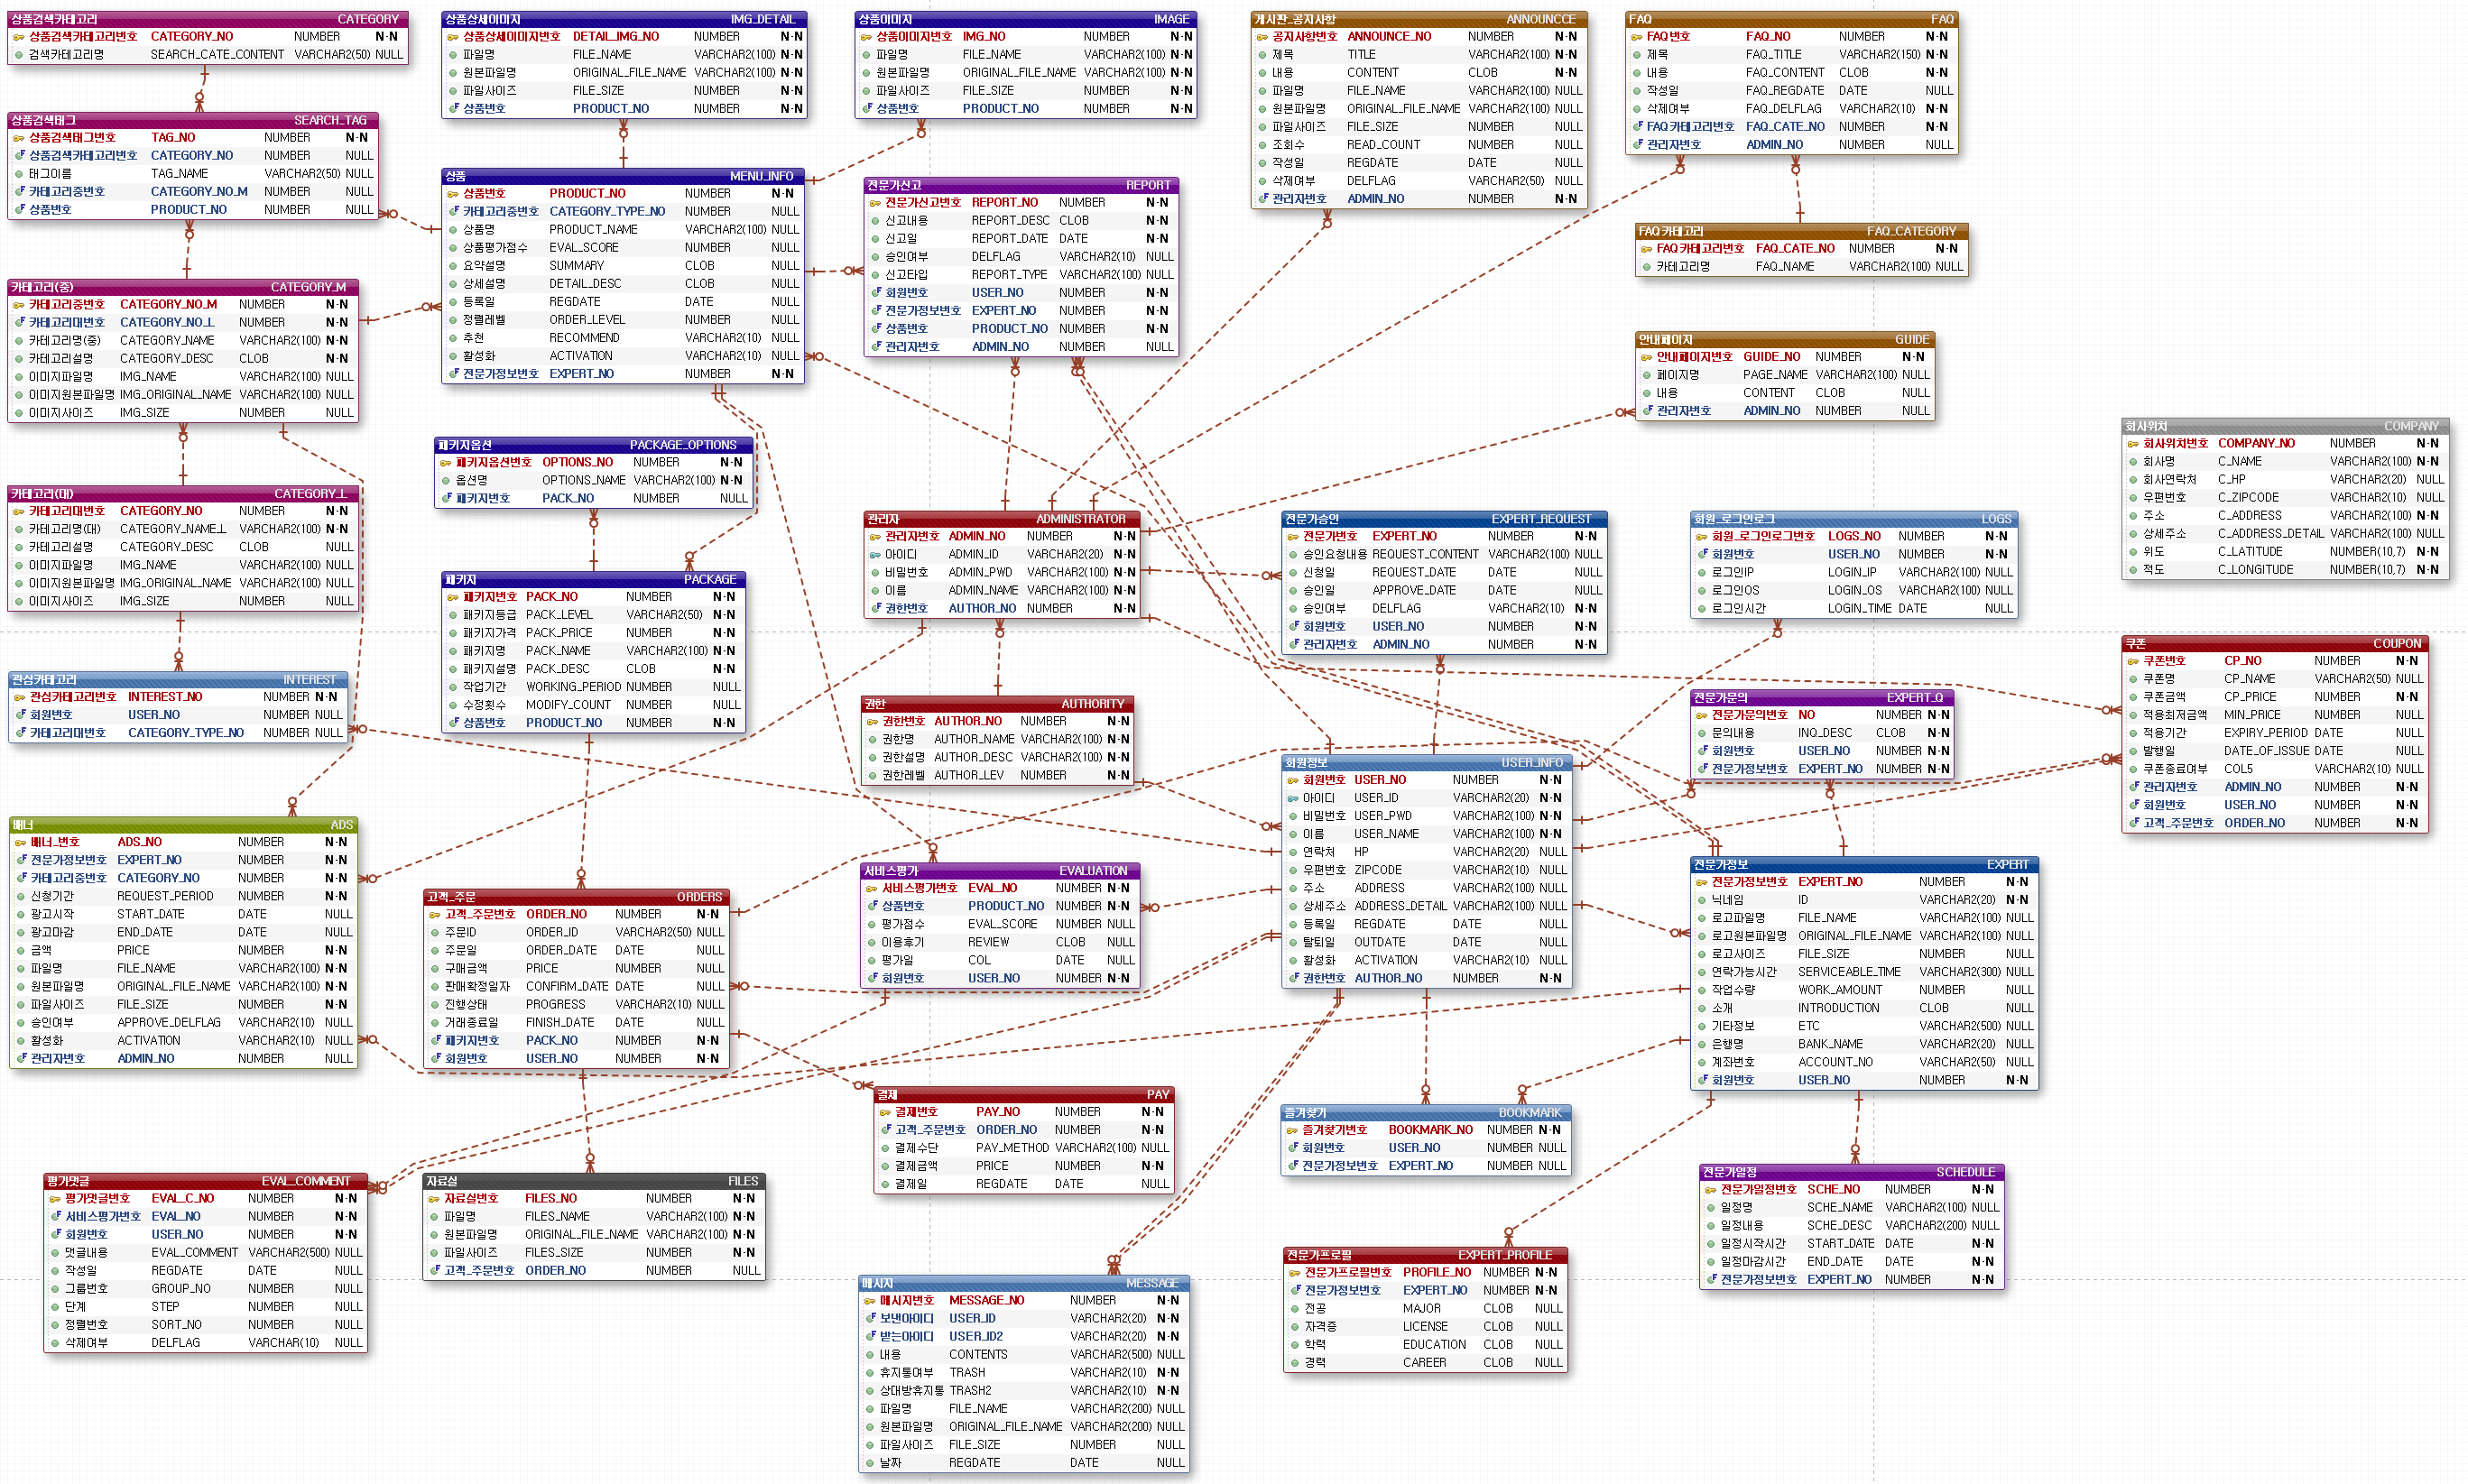 상품검색카테고리 CATEGORY
상품검색카테고리번호 CATEGORY_NO NUMBER N-N
검색카테고리명 SEARCH_CATE_CONTENT VARCHAR2(50) NULL
상품상세이미지 IMG_DETAIL
상품상세이미지번호 DETAIL_IMG_NO NUMBER N-N
파일명 FILE_NAME VARCHAR2(100) N-N
원본파일명 ORIGINAL_FILE_NAME VARCHAR2(100) N-N
파일사이즈 FILE_SIZE NUMBER N-N
상품번호 PRODUCT_NO NUMBER N-N
상품이미지 IMAGE
상품이미지번호 IMG_NO NUMBER N-N
파일명 FILE_NAME VARCHAR2(100) N-N
원본파일명 ORIGINAL_FILE_NAME VARCHAR2(100) N-N
파일사이즈 FILE_SIZE NUMBER N-N
상품번호 PRODUCT_NO NUMBER N-N
게시판_공지사항 ANNOUNCCE
공지사항번호 ANNOUNCE_NO NUMBER N-N
제목 TITLE VARCHAR2(100) N-N
내용 CONTENT CLOB N-N
파일명 FILE_NAME VARCHAR2(100) NULL
원본파일명 ORIGINAL_FILE_NAME VARCHAR2(100) NULL
파일사이즈 FILE_SIZE NUMBER NULL
조회수 READ_COUNT NUMBER NULL
작성일 REGDATE DATE NULL
삭제여부 DELFLAG VARCHAR2(50) NULL
관리자번호 ADMIN_NO NUMBER N-N
FAQ FAQ
FAQ번호 FAQ_NO NUMBER N-N
제목 FAQ_TITLE VARCHAR2(150) N-N
내용 FAQ_CONTENT CLOB N-N
작성일 FAQ_REGDATE DATE NULL
삭제여부 FAQ_DELFLAG VARCHAR2(10) N-N
FAQ카테고리번호 FAQ_CATE_NO NUMBER N-N
관리자번호 ADMIN_NO NUMBER NULL
상품검색태그 SEARCH_TAG
상품검색태그번호 TAG_NO NUMBER N-N
상품검색카테고리번호 CATEGORY_NO NUMBER NULL
태그이름 TAG_NAME VARCHAR2(50) NULL
카테고리중번호 CATEGORY_NO_M NUMBER NULL
상품번호 PRODUCT_NO NUMBER NULL
상품 MENU_INFO
상품번호 PRODUCT_NO NUMBER N-N
카테고리중번호 CATEGORY_TYPE_NO NUMBER NULL
상품명 PRODUCT_NAME VARCHAR2(100) NULL
상품평가점수 EVAL_SCORE NUMBER NULL
요약설명 SUMMARY CLOB NULL
상세설명 DETAIL_DESC CLOB NULL
등록일 REGDATE DATE NULL
정렬레벨 ORDER_LEVEL NUMBER NULL
추천 RECOMMEND VARCHAR2(10) NULL
활성화 ACTIVATION VARCHAR2(10) NULL
전문가정보번호 EXPERT_NO NUMBER N-N
전문가신고 REPORT
전문가신고번호 REPORT_NO NUMBER N-N
신고내용 REPORT_DESC CLOB N-N
신고일 REPORT_DATE DATE N-N
승인여부 DELFLAG VARCHAR2(10) NULL
신고타입 REPORT_TYPE VARCHAR2(100) NULL
회원번호 USER_NO NUMBER N-N
전문가정보번호 EXPERT_NO NUMBER N-N
상품번호 PRODUCT_NO NUMBER N-N
관리자번호 ADMIN_NO NUMBER NULL
FAQ카테고리 FAQ_CATEGORY
FAQ카테고리번호 FAQ_CATE_NO NUMBER N-N
카테고리명 FAQ_NAME VARCHAR2(100) NULL
카테고리(중) CATEGORY_M
카테고리중번호 CATEGORY_NO_M NUMBER N-N
카테고리대번호 CATEGORY_NO_L NUMBER N-N
카테고리명(중) CATEGORY_NAME VARCHAR2(100) N-N
카테고리설명 CATEGORY_DESC CLOB N-N
이미지파일명 IMG_NAME VARCHAR2(100) NULL
이미지원본파일명 IMG_ORIGINAL_NAME VARCHAR2(100) NULL
이미지사이즈 IMG_SIZE NUMBER NULL
안내페이지 GUIDE
안내페이지번호 GUIDE_NO NUMBER N-N
페이지명 PAGE_NAME VARCHAR2(100) NULL
내용 CONTENT CLOB NULL
관리자번호 ADMIN_NO NUMBER NULL
회사위치 COMPANY
회사위치번호 COMPANY_NO NUMBER N-N
회사명 C_NAME VARCHAR2(100) N-N
회사연락처 C_HP VARCHAR2(20) NULL
우편번호 C_ZIPCODE VARCHAR2(10) N-N
주소 C_ADDRESS VARCHAR2(100) N-N
상세주소 C_ADDRESS_DETAIL VARCHAR2(100) NULL
위도 C_LATITUDE NUMBER(10,7) N-N
적도 C_LONGITUDE NUMBER(10,7) N-N
패키지옵션 PACKAGE_OPTIONS
패키지옵션번호 OPTIONS_NO NUMBER N-N
옵션명 OPTIONS_NAME VARCHAR2(100) N-N
패키지번호 PACK_NO NUMBER NULL
카테고리(대) CATEGORY_L
카테고리대번호 CATEGORY_NO NUMBER N-N
카테고리명(대) CATEGORY_NAME_L VARCHAR2(100) N-N
카테고리설명 CATEGORY_DESC CLOB NULL
이미지파일명 IMG_NAME VARCHAR2(100) NULL
이미지원본파일명 IMG_ORIGINAL_NAME VARCHAR2(100) NULL
이미지사이즈 IMG_SIZE NUMBER NULL
관리자 ADMINISTRATOR
관리자번호 ADMIN_NO NUMBER N-N
아이디 ADMIN_ID VARCHAR2(20) N-N
비밀번호 ADMIN_PWD VARCHAR2(100) N-N
이름 ADMIN_NAME VARCHAR2(100) NULL
권한번호 AUTHOR_NO NUMBER N-N
전문가승인 EXPERT_REQUEST
전문가번호 EXPERT_NO NUMBER N-N
승인요청내용 REQUEST_CONTENT VARCHAR2(100) NULL
신청일 REQUEST_DATE DATE NULL
승인일 APPROVE_DATE DATE NULL
승인여부 DELFLAG VARCHAR2(10) N-N
회원번호 USER_NO NUMBER N-N
관리자번호 ADMIN_NO NUMBER N-N
회원_로그인로그 LOGS
회원_로그인로그번호 LOGS_NO NUMBER N-N
회원번호 USER_NO NUMBER N-N
로그인IP LOGIN_IP VARCHAR2(100) NULL
로그인OS LOGIN_OS VARCHAR2(100) NULL
로그인시간 LOGIN_TIME DATE NULL
패키지 PACKAGE
패키지번호 PACK_NO NUMBER N-N
패키지등급 PACK_LEVEL VARCHAR2(50) N-N
패키지가격 PACK_PRICE NUMBER N-N
패키지명 PACK_NAME VARCHAR2(100) N-N
패키지설명 PACK_DESC CLOB N-N
작업기간 WORKING_PERIOD NUMBER NULL
수정횟수 MODIFY_COUNT NUMBER NULL
상품번호 PRODUCT_NO NUMBER N-N
쿠폰 COUPON
쿠폰번호 CP_NO NUMBER N-N
쿠폰명 CP_NAME VARCHAR2(50) NULL
쿠폰금액 CP_PRICE NUMBER N-N
적용최저금액 MIN_PRICE NUMBER NULL
적용기간 EXPIRY_PERIOD DATE NULL
발행일 DATE_OF_ISSUE DATE NULL
쿠폰종료여부 COL5 VARCHAR2(10) NULL
관리자번호 ADMIN_NO NUMBER N-N
회원번호 USER_NO NUMBER N-N
고객_주문번호 ORDER_NO NUMBER N-N
관심카테고리 INTEREST
관심카테고리번호 INTEREST_NO NUMBER N-N
회원번호 USER_NO NUMBER NULL
카테고리대번호 CATEGORY_TYPE_NO NUMBER NULL
권한 AUTHORITY
권한번호 AUTHOR_NO NUMBER N-N
권한명 AUTHOR_NAME VARCHAR2(100) N-N
권한설명 AUTHOR_DESC VARCHAR2(100) N-N
권한레벨 AUTHOR_LEV NUMBER N-N
전문가문의 EXPERT_Q
전문가문의번호 NO NUMBER N-N
문의내용 INQ_DESC CLOB N-N
회원번호 USER_NO NUMBER N-N
전문가정보번호 EXPERT_NO NUMBER N-N
회원정보 USER_INFO
회원번호 USER_NO NUMBER N-N
아이디 USER_ID VARCHAR2(20) N-N
비밀번호 USER_PWD VARCHAR2(100) N-N
이름 USER_NAME VARCHAR2(100) N-N
연락처 HP VARCHAR2(20) NULL
우편번호 ZIPCODE VARCHAR2(10) NULL
주소 ADDRESS VARCHAR2(100) NULL
상세주소 ADDRESS_DETAIL VARCHAR2(100) NULL
등록일 REGDATE DATE NULL
탈퇴일 OUTDATE DATE NULL
활성화 ACTIVATION VARCHAR2(10) NULL
권한번호 AUTHOR_NO NUMBER N-N
배너 ADS
배너_번호 ADS_NO NUMBER N-N
전문가정보번호 EXPERT_NO NUMBER N-N
카테고리중번호 CATEGORY_NO NUMBER N-N
신청기간 REQUEST_PERIOD NUMBER N-N
광고시작 START_DATE DATE NULL
광고마감 END_DATE DATE NULL
금액 PRICE NUMBER N-N
파일명 FILE_NAME VARCHAR2(100) N-N
원본파일명 ORIGINAL_FILE_NAME VARCHAR2(100) N-N
파일사이즈 FILE_SIZE NUMBER N-N
승인여부 APPROVE_DELFLAG VARCHAR2(10) NULL
활성화 ACTIVATION VARCHAR2(10) NULL
관리자번호 ADMIN_NO NUMBER NULL
고객_주문 ORDERS
고객_주문번호 ORDER_NO NUMBER N-N
주문ID ORDER_ID VARCHAR2(50) NULL
주문일 ORDER_DATE DATE NULL
구매금액 PRICE NUMBER NULL
판매확정일자 CONFIRM_DATE DATE NULL
진행상태 PROGRESS VARCHAR2(10) NULL
거래종료일 FINISH_DATE DATE NULL
패키지번호 PACK_NO NUMBER N-N
회원번호 USER_NO NUMBER N-N
서비스평가 EVALUATION
서비스평가번호 EVAL_NO NUMBER N-N
상품번호 PRODUCT_NO NUMBER N-N
평가점수 EVAL_SCORE NUMBER NULL
이용후기 REVIEW CLOB NULL
평가일 COL DATE NULL
회원번호 USER_NO NUMBER N-N
전문가정보 EXPERT
전문가정보번호 EXPERT_NO NUMBER N-N
닉네임 ID VARCHAR2(20) N-N
로고파일명 FILE_NAME VARCHAR2(100) NULL
로고원본파일명 ORIGINAL_FILE_NAME VARCHAR2(100) NULL
로고사이즈 FILE_SIZE NUMBER NULL
연락가능시간 SERVICEABLE_TIME VARCHAR2(300) NULL
작업수량 WORK_AMOUNT NUMBER NULL
소개 INTRODUCTION CLOB NULL
기타정보 ETC VARCHAR2(500) NULL
은행명 BANK_NAME VARCHAR2(20) NULL
계좌번호 ACCOUNT_NO VARCHAR2(50) NULL
회원번호 USER_NO NUMBER N-N
결제 PAY
결제번호 PAY_NO NUMBER N-N
고객_주문번호 ORDER_NO NUMBER N-N
결제수단 PAY_METHOD VARCHAR2(100) NULL
결제금액 PRICE NUMBER N-N
결제일 REGDATE DATE NULL
즐겨찾기 BOOKMARK
즐겨찾기번호 BOOKMARK_NO NUMBER N-N
회원번호 USER_NO NUMBER NULL
전문가정보번호 EXPERT_NO NUMBER NULL
평가댓글 EVAL_COMMENT
평가댓글번호 EVAL_C_NO NUMBER N-N
서비스평가번호 EVAL_NO NUMBER N-N
회원번호 USER_NO NUMBER N-N
댓글내용 EVAL_COMMENT VARCHAR2(500) NULL
작성일 REGDATE DATE NULL
그룹번호 GROUP_NO NUMBER NULL
단계 STEP NUMBER NULL
정렬번호 SORT_NO NUMBER NULL
삭제여부 DELFLAG VARCHAR(10) NULL
자료실 FILES
자료실번호 FILES_NO NUMBER N-N
파일명 FILES_NAME VARCHAR2(100) N-N
원본파일명 ORIGINAL_FILE_NAME VARCHAR2(100) N-N
파일사이즈 FILES_SIZE NUMBER N-N
고객_주문번호 ORDER_NO NUMBER NULL
전문가일정 SCHEDULE
전문가일정번호 SCHE_NO NUMBER N-N
일정명 SCHE_NAME VARCHAR2(100) NULL
일정내용 SCHE_DESC VARCHAR2(200) NULL
일정시작시간 START_DATE DATE N-N
일정마감시간 END_DATE DATE N-N
전문가정보번호 EXPERT_NO NUMBER N-N
전문가프로필 EXPERT_PROFILE
전문가프로필번호 PROFILE_NO NUMBER N-N
전문가정보번호 EXPERT_NO NUMBER N-N
전공 MAJOR CLOB NULL
자격증 LICENSE CLOB NULL
학력 EDUCATION CLOB NULL
경력 CAREER CLOB NULL
메시지 MESSAGE
메시지번호 MESSAGE_NO NUMBER N-N
보낸아이디 USER_ID VARCHAR2(20) N-N
받는아이디 USER_ID2 VARCHAR2(20) N-N
내용 CONTENTS VARCHAR2(500) NULL
휴지통여부 TRASH VARCHAR2(10) N-N
상대방휴지통 TRASH2 VARCHAR2(10) N-N
파일명 FILE_NAME VARCHAR2(200) NULL
원본파일명 ORIGINAL_FILE_NAME VARCHAR2(200) NULL
파일사이즈 FILE_SIZE NUMBER NULL
날짜 REGDATE DATE NULL